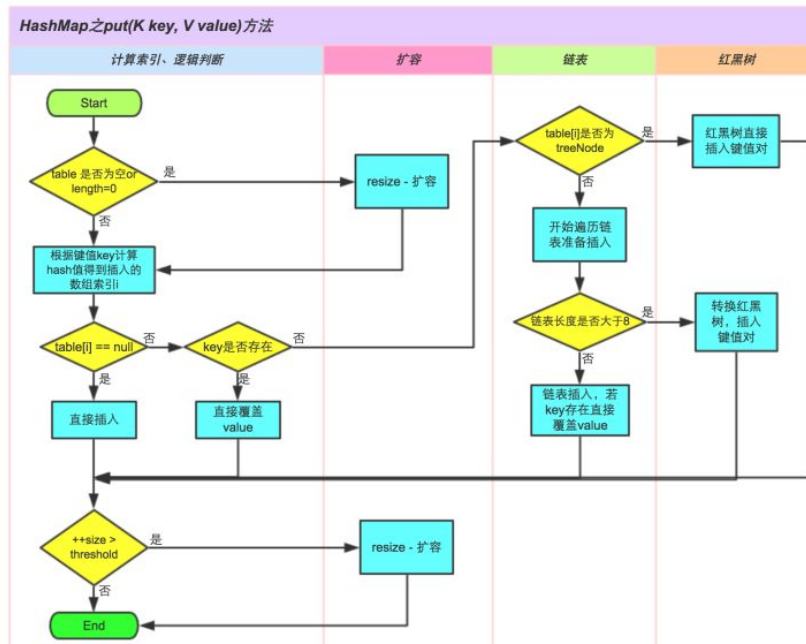 HashMap之put(K key, V value)方法
计算索引、逻辑判断
扩容
链表
红黑树
Start
table 是否为空or
length=0
是
resize - 扩容
否
根据键值key计算
hash值得到插入的
数组索引i
table[i] == null
否
key是否存在
否
是
直接插入
是
直接覆盖
value
table[i]是否为
treeNode
是
红黑树直接
插入键值对
否
开始遍历链
表准备插入
链表长度是否大于8
是
转换红黑
树，插入
键值对
否
链表插入，若
key存在直接
覆盖value
++size >
threshold
是
resize - 扩容
否
End